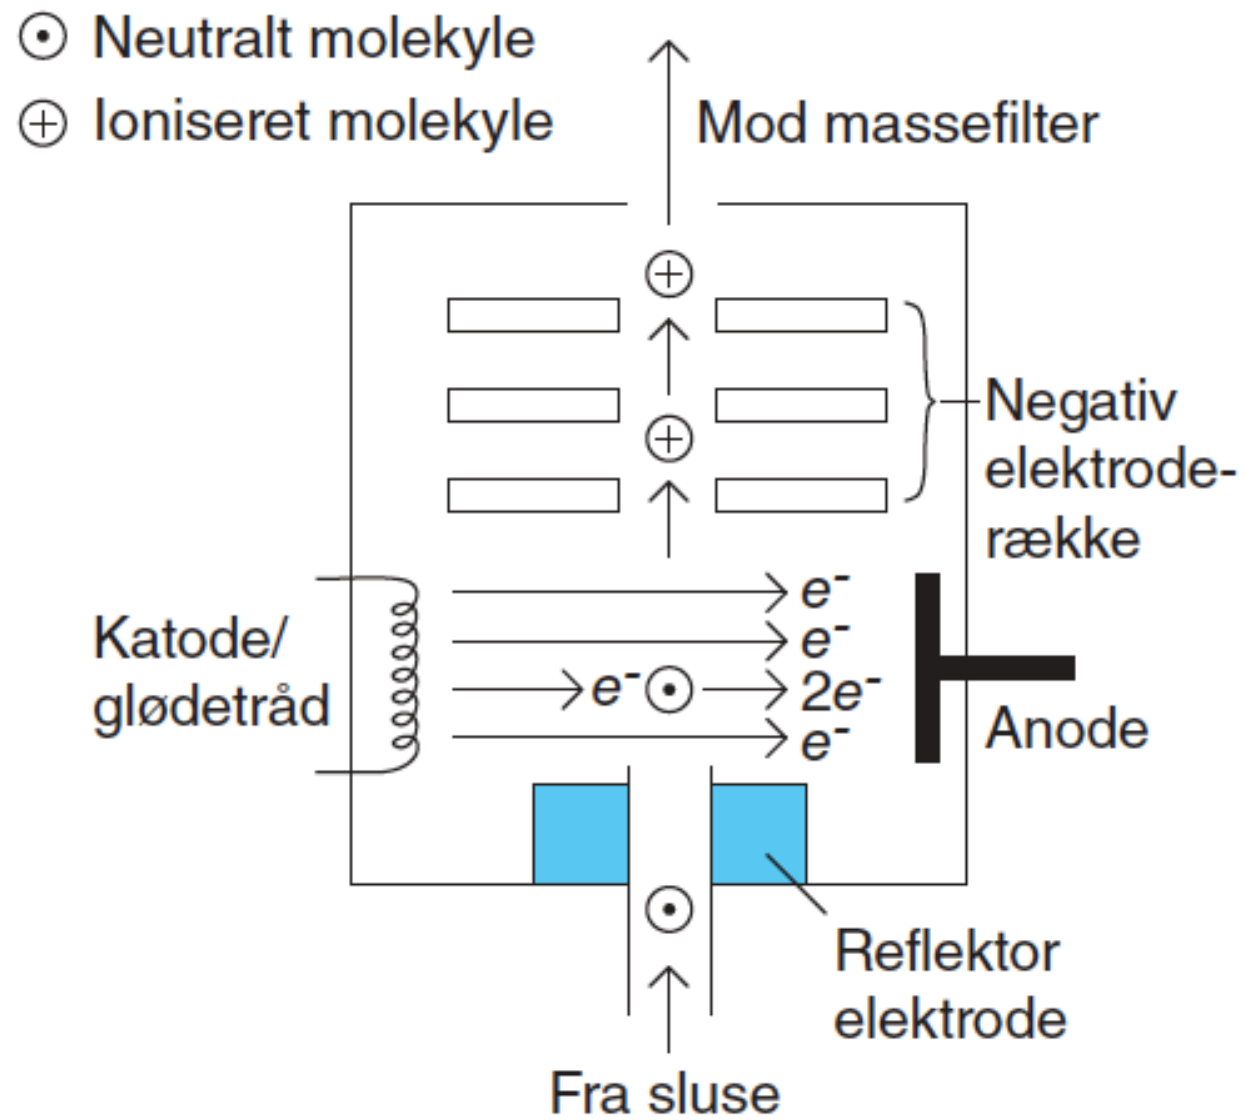 Neutralt molekyle
Ioniseret molekyle
Mod massefilter
Negativ
elektrode-
række
Katode/
glødetråd
e-
e-
e- 2e-
e-
Anode
Reflektor
elektrode
Fra sluse